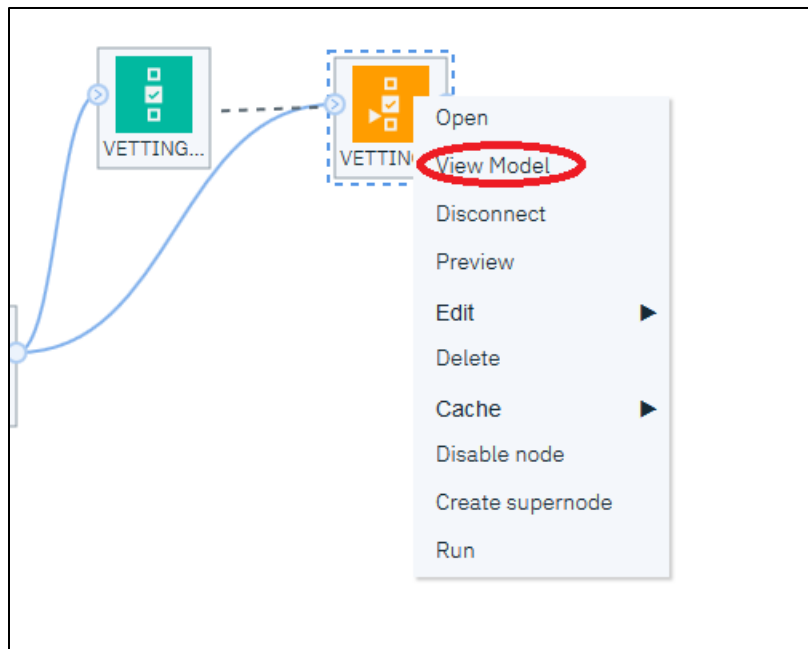 VETTING...
VETTIN
Open
View Model
Disconnect
Preview
Edit
Delete
Cache
Disable node
Create supernode
Run